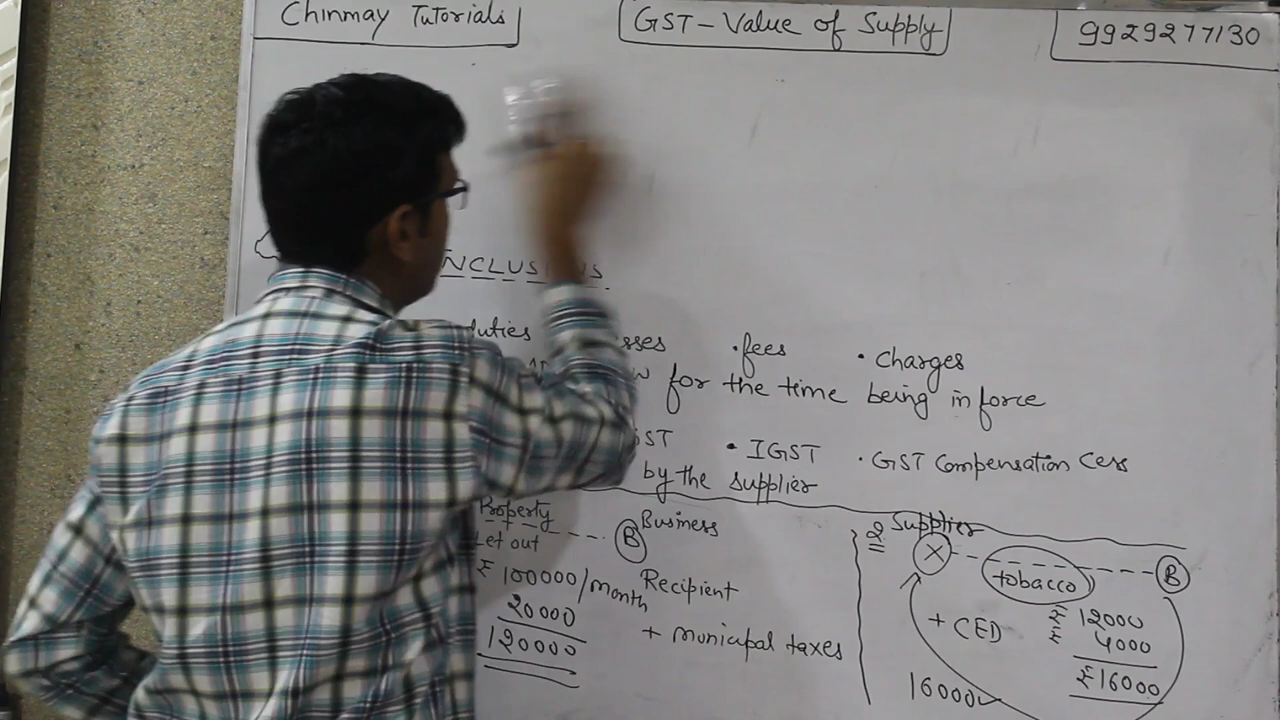 Chinmay Tutorials
GST-Value of Supply
9929277130
NCLUS
duties
sses
• fees
• charges
for the time being in force
ST
• IGST
• GST Compensation Cess
by the supplier
Property
Let out
B
Business
₹ 100000/month
Recipient
20000
120000
+ municipal taxes
2
Supplier
X
tobacco
B
+ CED
₹ 12000
₹ 4000
₹16000
16000